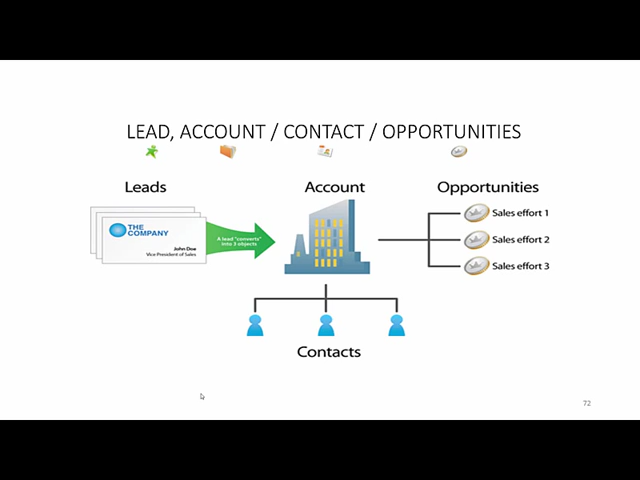 LEAD, ACCOUNT / CONTACT / OPPORTUNITIES
Leads
Account
Opportunities
THE
COMPANY
John Doe
Vice President of Sales
A lead "converts"
into 3 objects
Sales effort 1
Sales effort 2
Sales effort 3
Contacts
72